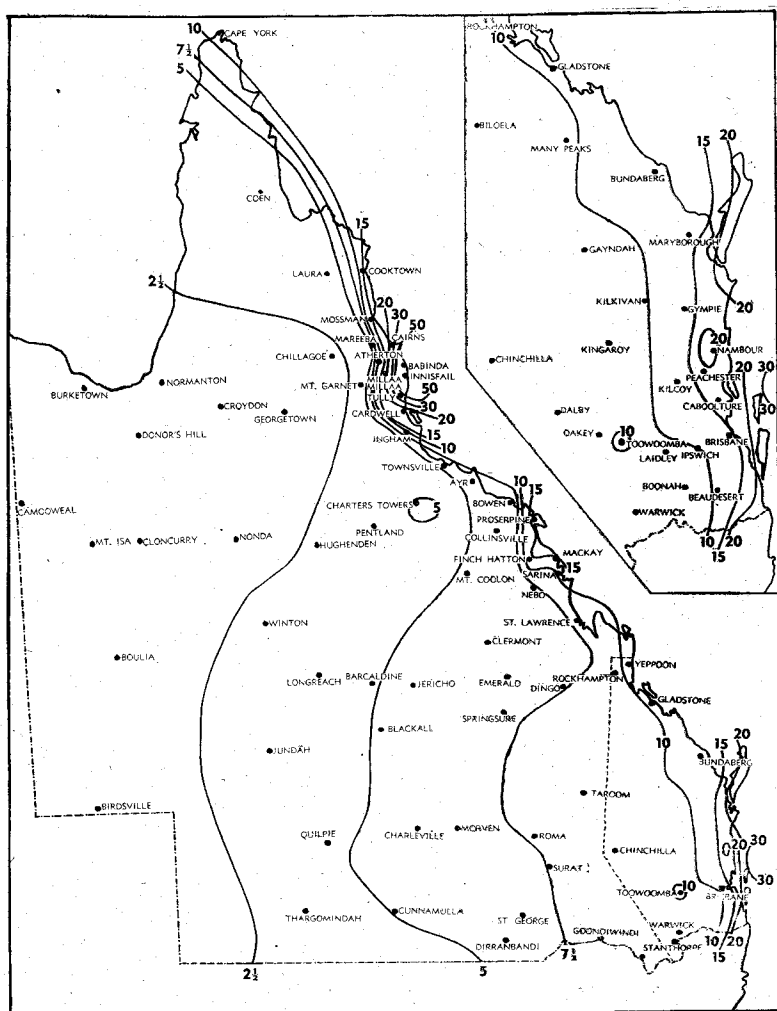 10
CAPE YORK
7½
5
COEN
15
LAURA
COOKTOWN
2½
20
30
50
MOSSMAN
CAIRNS
MAREEBA
CHILLAGOE
ATHERTON
BABINDA
INNISFAIL
MT. GARNET
MILLAA
MILLAA
TULLY
50
BURKETOWN
NORMANTON
CROYDON
GEORGETOWN
CARDWELL
30
20
DONOR'S HILL
INGHAM
15
10
TOWNSVILLE
AYR
10
15
CAMOOWEAL
CHARTERS TOWERS
5
BOWEN
PROSERPINE
PENTLAND
COLLINSVILLE
MT. ISA
CLONCURRY
NONDA
HUGHENDEN
FINCH HATTON
MACKAY
15
MT. COOLON
SARINA
NEBO
WINTON
ST. LAWRENCE
CLERMONT
BOULIA
YEPPOON
LONGREACH
BARCALDINE
JERICHO
EMERALD
DINGO
ROCKHAMPTON
GLADSTONE
SPRINGSURE
BLACKALL
10
15
20
JUNDAH
BUNDABERG
TAROOM
BIRDSVILLE
QUILPIE
CHARLEVILLE
MORVEN
ROMA
CHINCHILLA
20
30
SURAT
TOOWOOMBA
10
BRISBANE
30
THARGOMINDAH
CUNNAMULLA
ST GEORGE
GOONDIWINDI
WARWICK
DIRRANBANDI
STANTHORPE
10
20
15
2½
5
7½
ROCKHAMPTON
10
GLADSTONE
BILOELA
MANY PEAKS
15
20
BUNDABERG
GAYNDAH
MARYBOROUGH
KILKIVAN
GYMPIE
20
KINGAROY
20
NAMBOUR
CHINCHILLA
PEACHESTER
KILCOY
20
30
CABOOLTURE
30
DALBY
OAKEY
10
TOOWOOMBA
BRISBANE
LAIDLEY
IPSWICH
BOONAH
BEAUDESERT
WARWICK
10
20
15